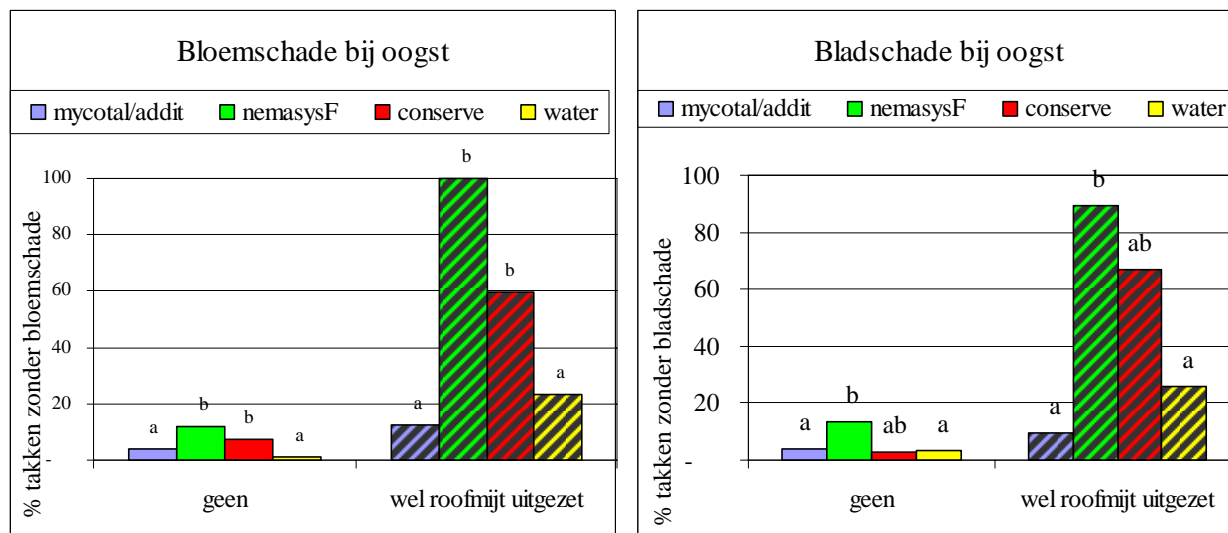 Bloemschade bij oogst
mycotal/addit nemasysF conserve water
% takken zonder bloemschade
100
80
60
40
20
-
a b b a
a b b a
geen wel roofmijt uitgezet
Bladschade bij oogst
mycotal/addit nemasysF conserve water
% takken zonder bladschade
100
80
60
40
20
-
a b ab a
a b ab a
geen wel roofmijt uitgezet